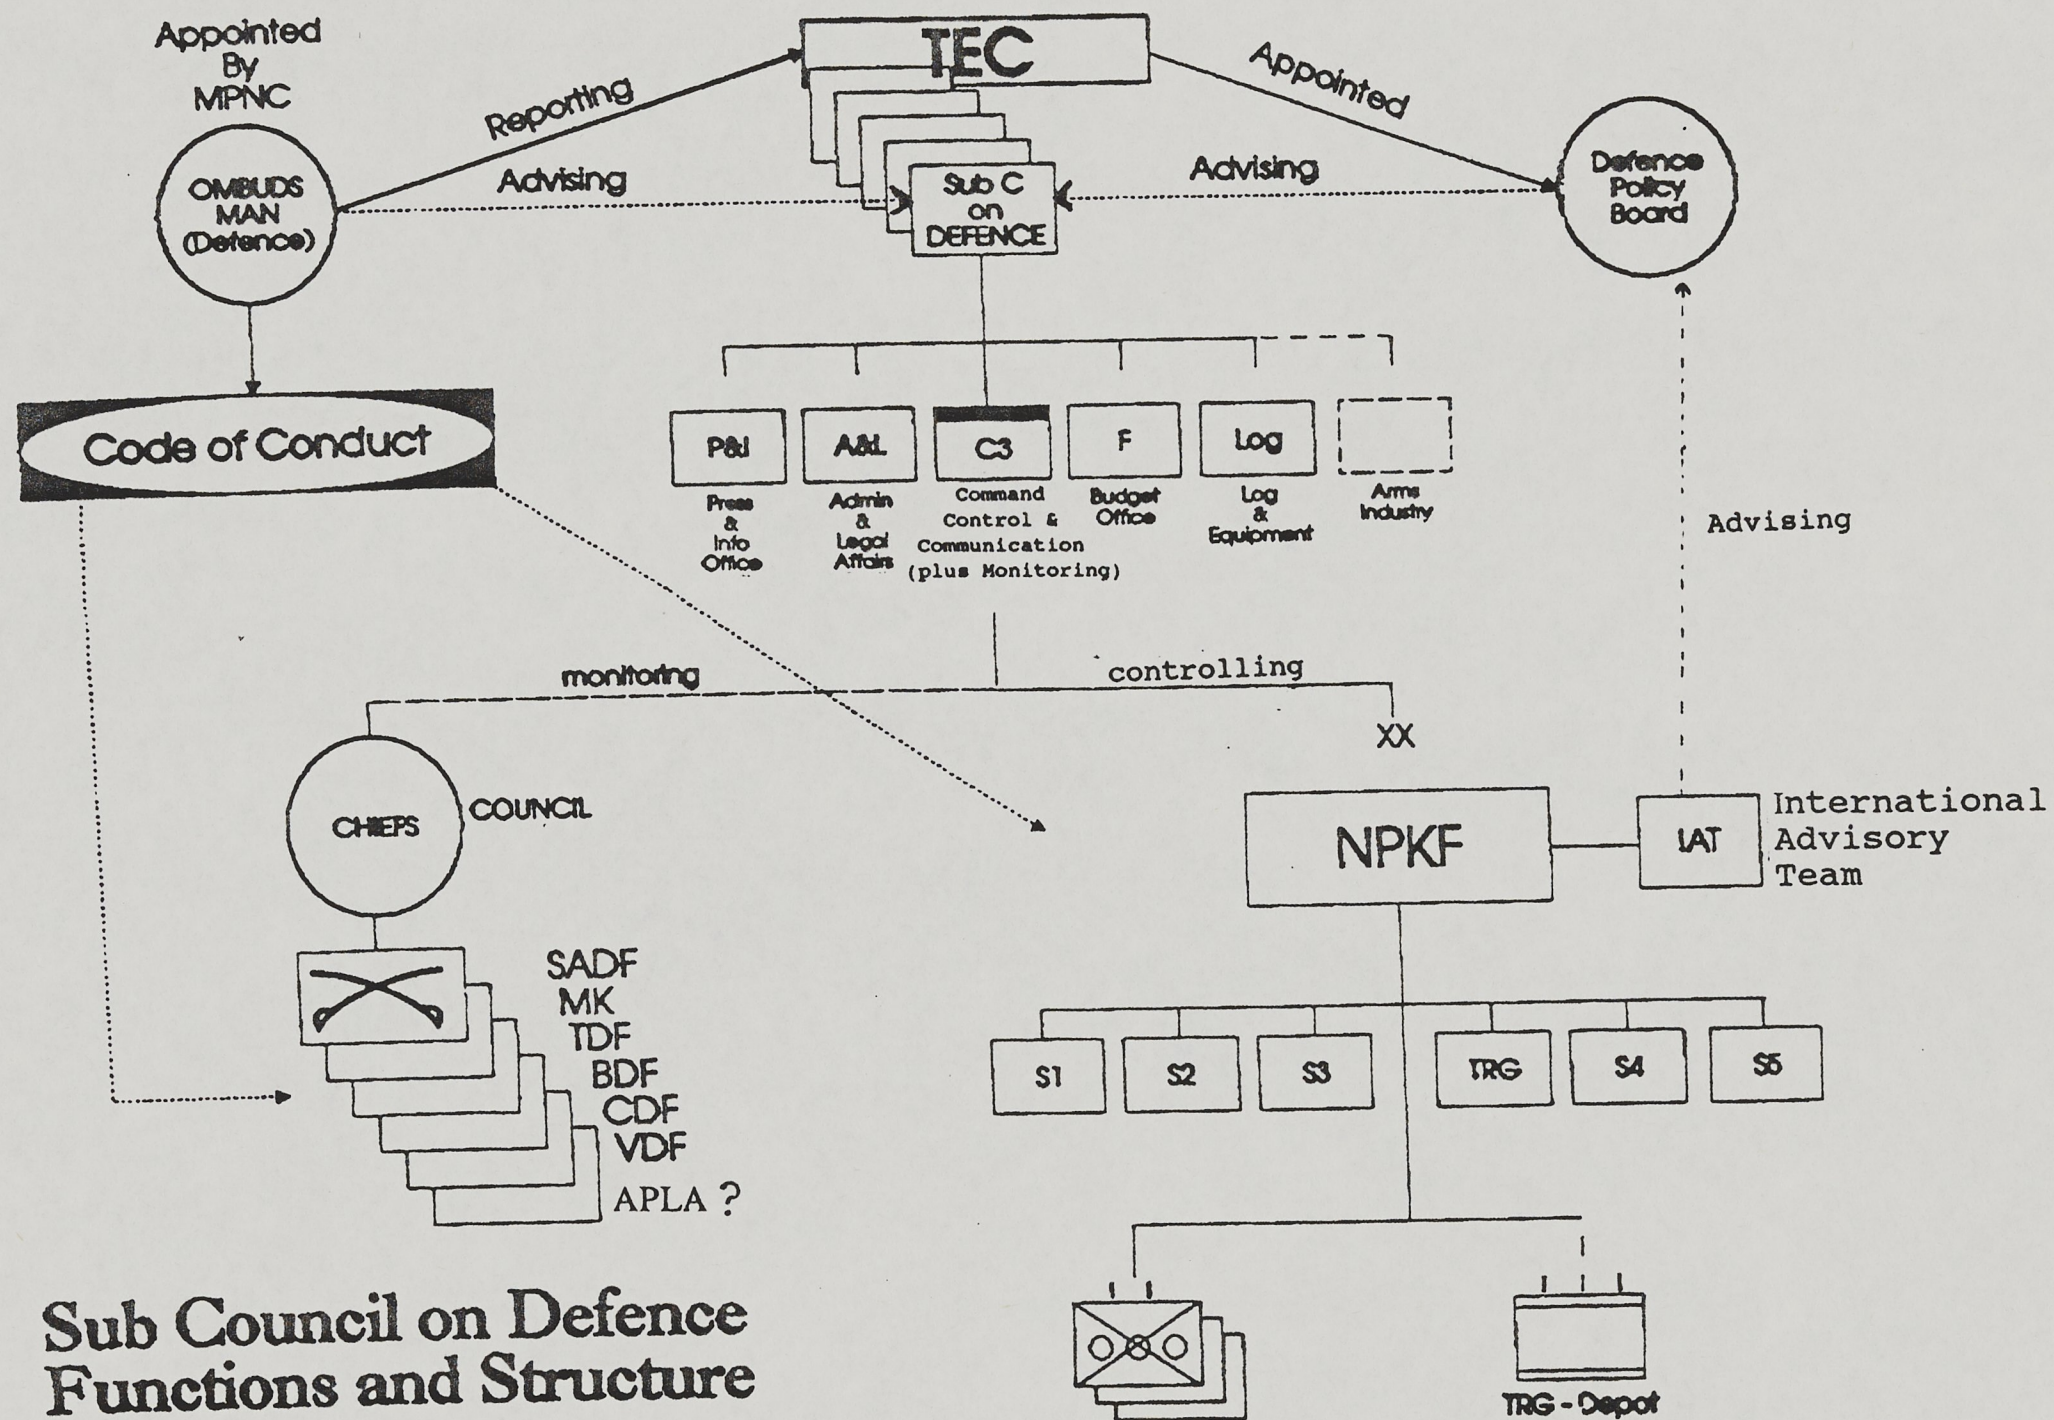 Appointed
By
MPNC
TEC
Reporting
Appointed
OMBUDS
MAN
(Defence)
Advising
Sub C
on
DEFENCE
Advising
Defence
Policy
Board
Code of Conduct
P&I
A&L
C3
F
Log
Press
&
Info
Office
Admin
&
Legal
Affairs
Command
Control &
Communication
(plus Monitoring)
Budget
Office
Log
&
Equipment
Arms
Industry
Advising
monitoring
controlling
XX
CHIEFS
COUNCIL
NPKF
IAT
International
Advisory
Team
SADF
MK
TDF
BDF
CDF
VDF
APLA ?
S1
S2
S3
TRG
S4
S5
Sub Council on Defence
Functions and Structure
TRG - Depot